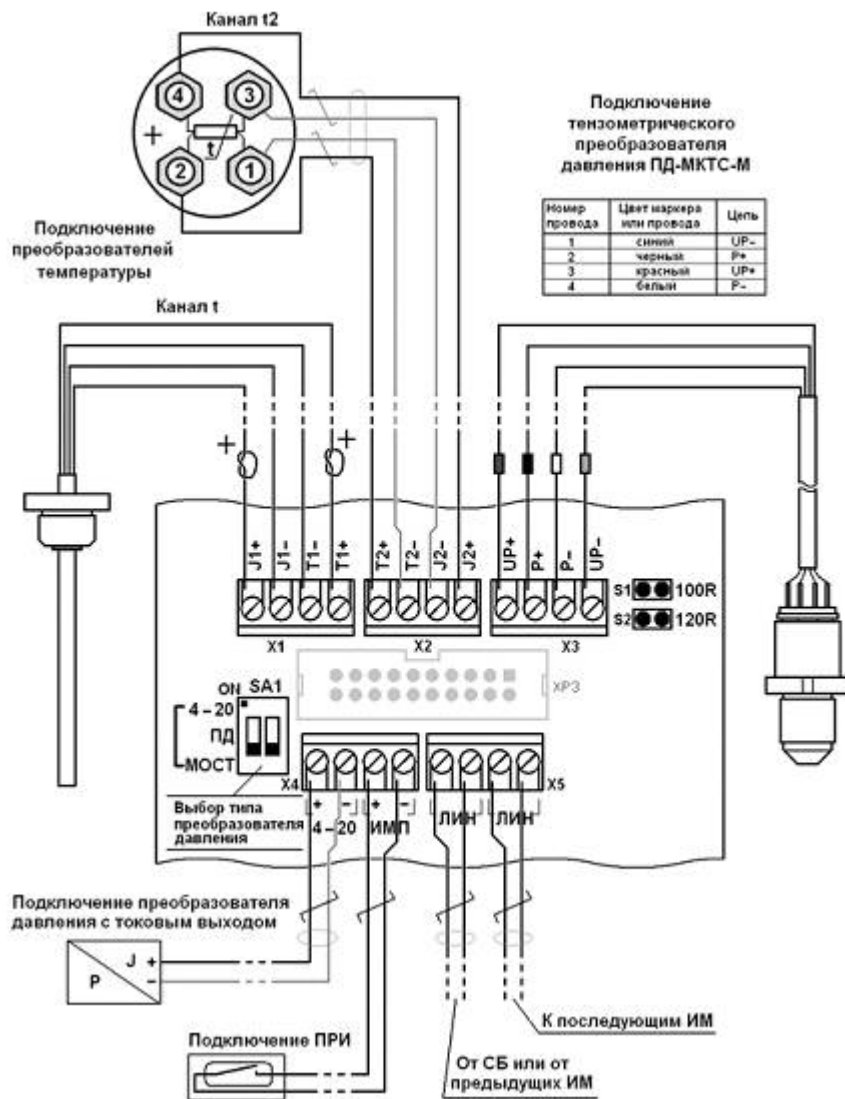 Канал t2
4
3
+
t
2
1
Подключение
преобразователей
температуры
Подключение
тензометрического
преобразователя
давления ПД-МКТС-М
Номер провода Цвет маркера или провода Цепь
1 синий UP–
2 черный P+
3 красный UP+
4 белый P–
Канал t
+ +
J1+ J1– T1– T1+ T2+ T2– J2– J2+ UP+ P+ P– UP–
S1 100R
S2 120R
X1 X2 X3
XP3
ON SA1
4 – 20
ПД
МОСТ
X4 X5
Выбор типа
преобразователя
давления
+ – + –
4 – 20 ИМП ЛИН ЛИН
Подключение преобразователя
давления с токовым выходом
J +
P –
К последующим ИМ
Подключение ПРИ
От СБ или от
предыдущих ИМ